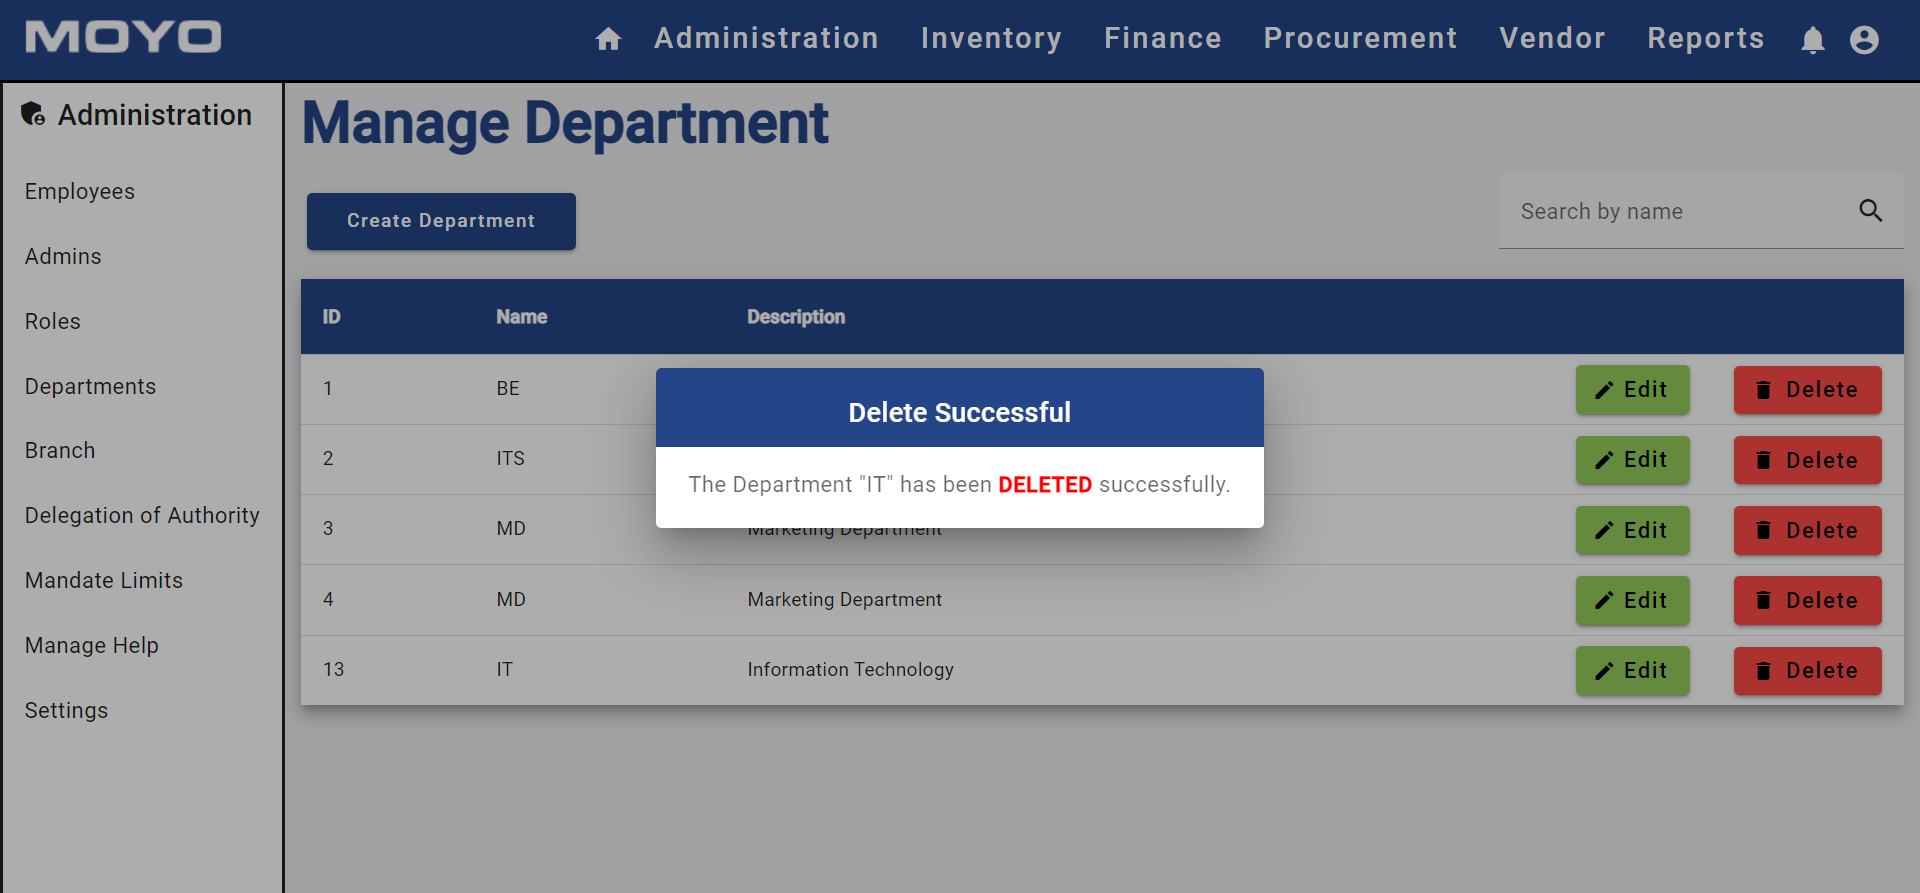 MOYO
Administration Inventory Finance Procurement Vendor Reports
Administration
Employees
Admins
Roles
Departments
Branch
Delegation of Authority
Mandate Limits
Manage Help
Settings
Manage Department
Create Department
Search by name
ID Name Description
1 BE Edit Delete
Delete Successful
The Department "IT" has been DELETED successfully.
2 ITS Edit Delete
3 MD Marketing Department Edit Delete
4 MD Marketing Department Edit Delete
13 IT Information Technology Edit Delete